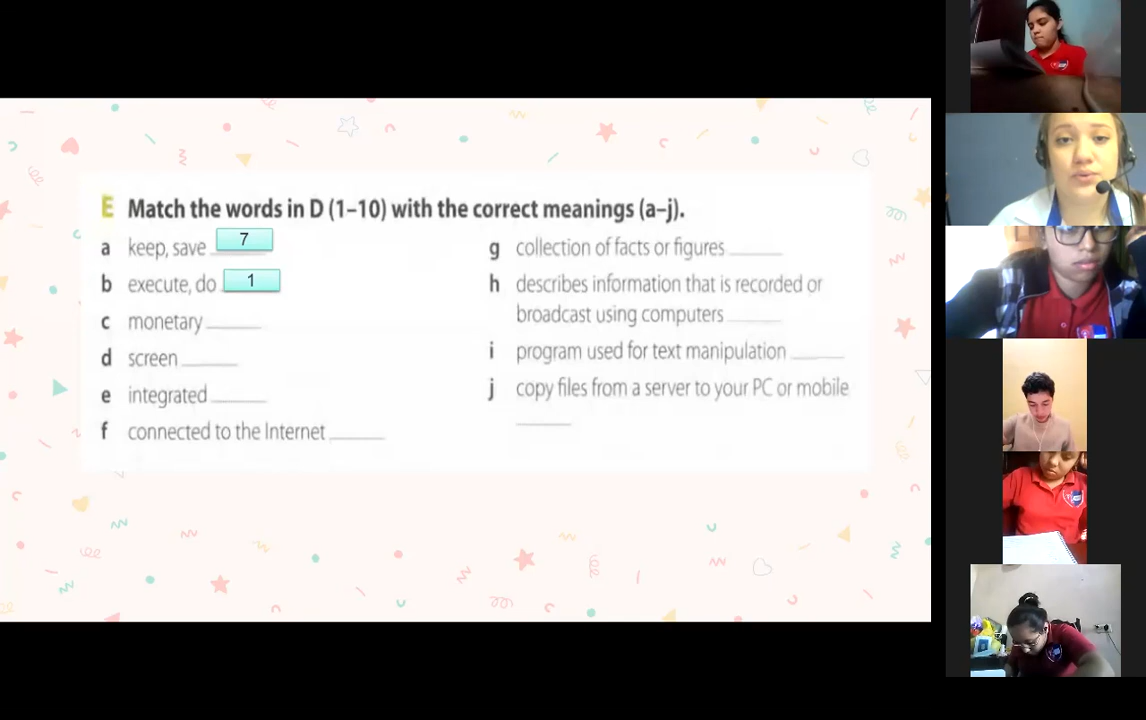 E Match the words in D (1–10) with the correct meanings (a–j).
a keep, save 7
b execute, do 1
c monetary
d screen
e integrated
f connected to the Internet
g collection of facts or figures
h describes information that is recorded or
broadcast using computers
i program used for text manipulation
j copy files from a server to your PC or mobile